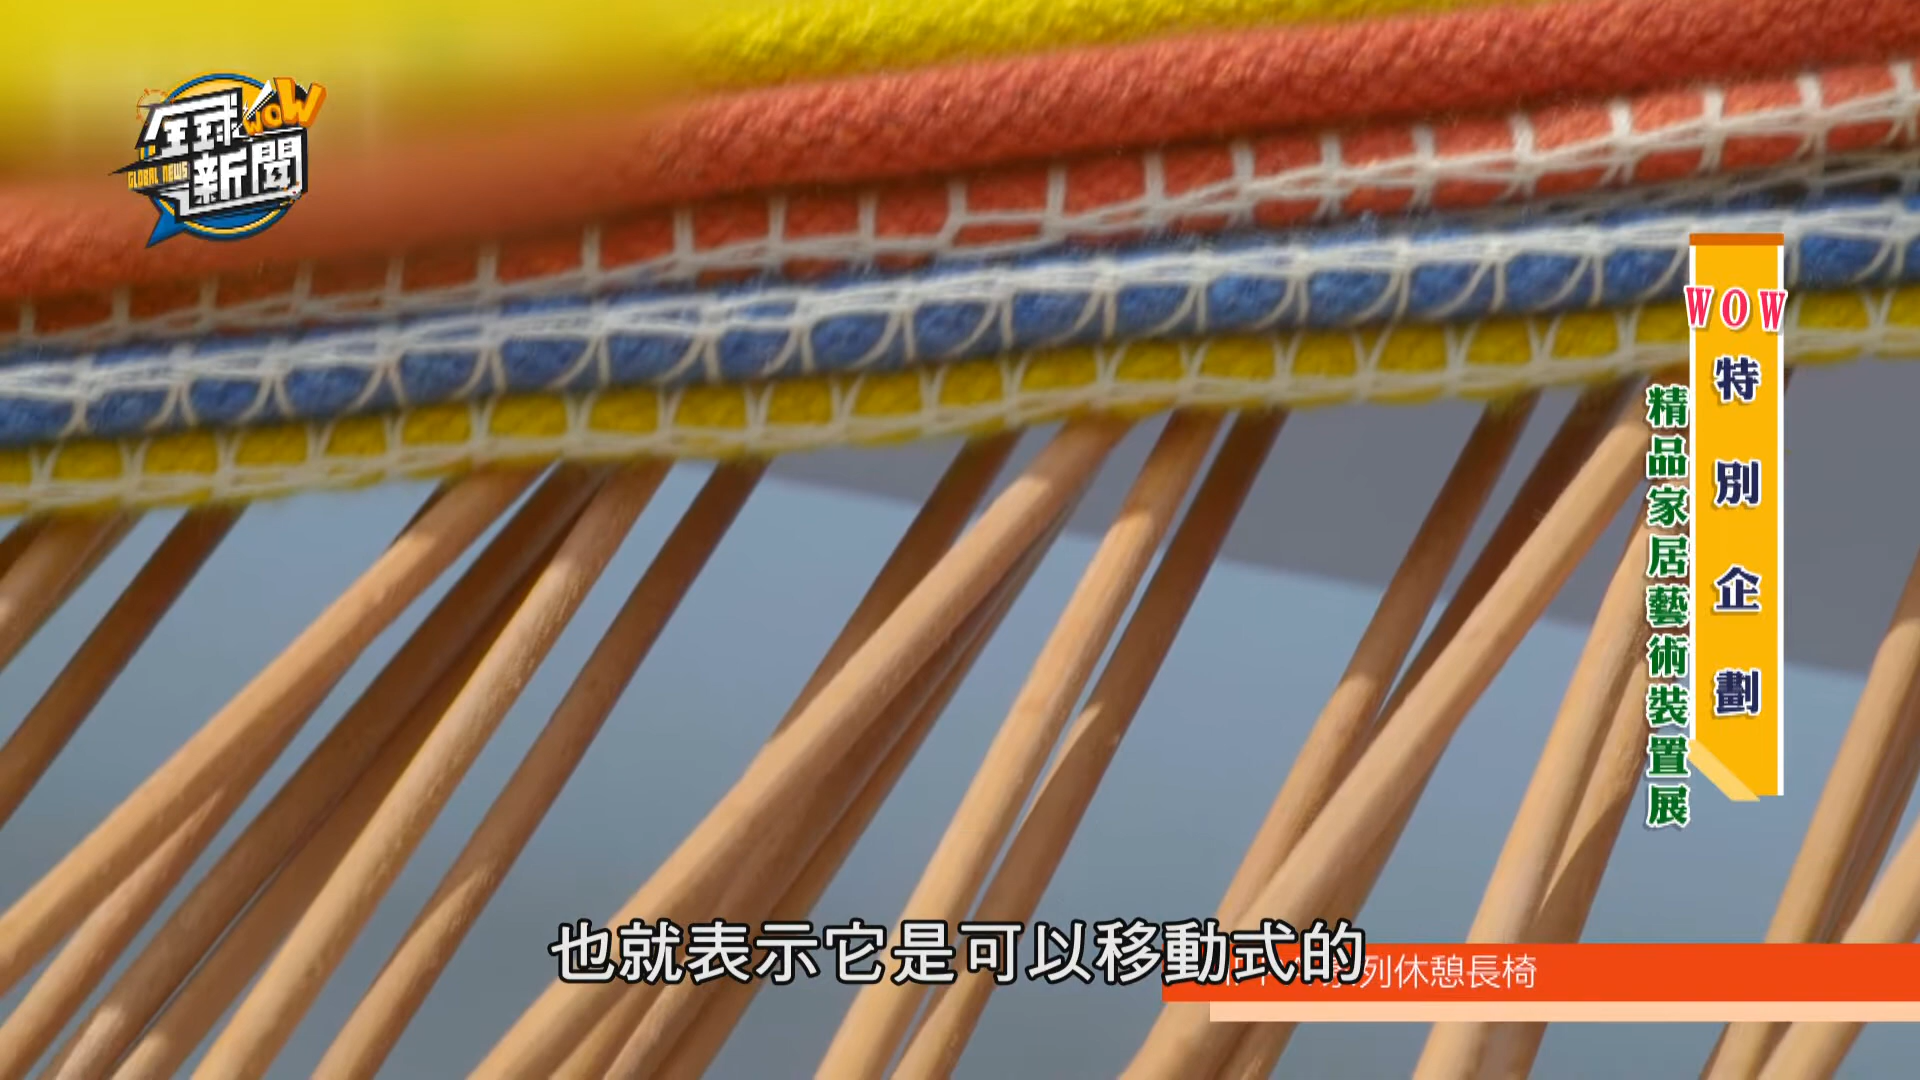 全球WOW
新聞
GLOBAL NEWS
WOW
特別企劃
精品家居藝術裝置展
也就表示它是可以移動式的
列休憩長椅